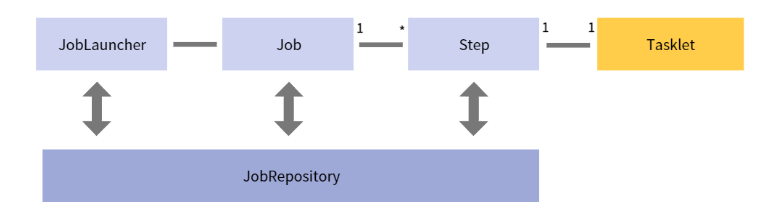 JobLauncher
Job
1
*
Step
1
1
Tasklet
JobRepository